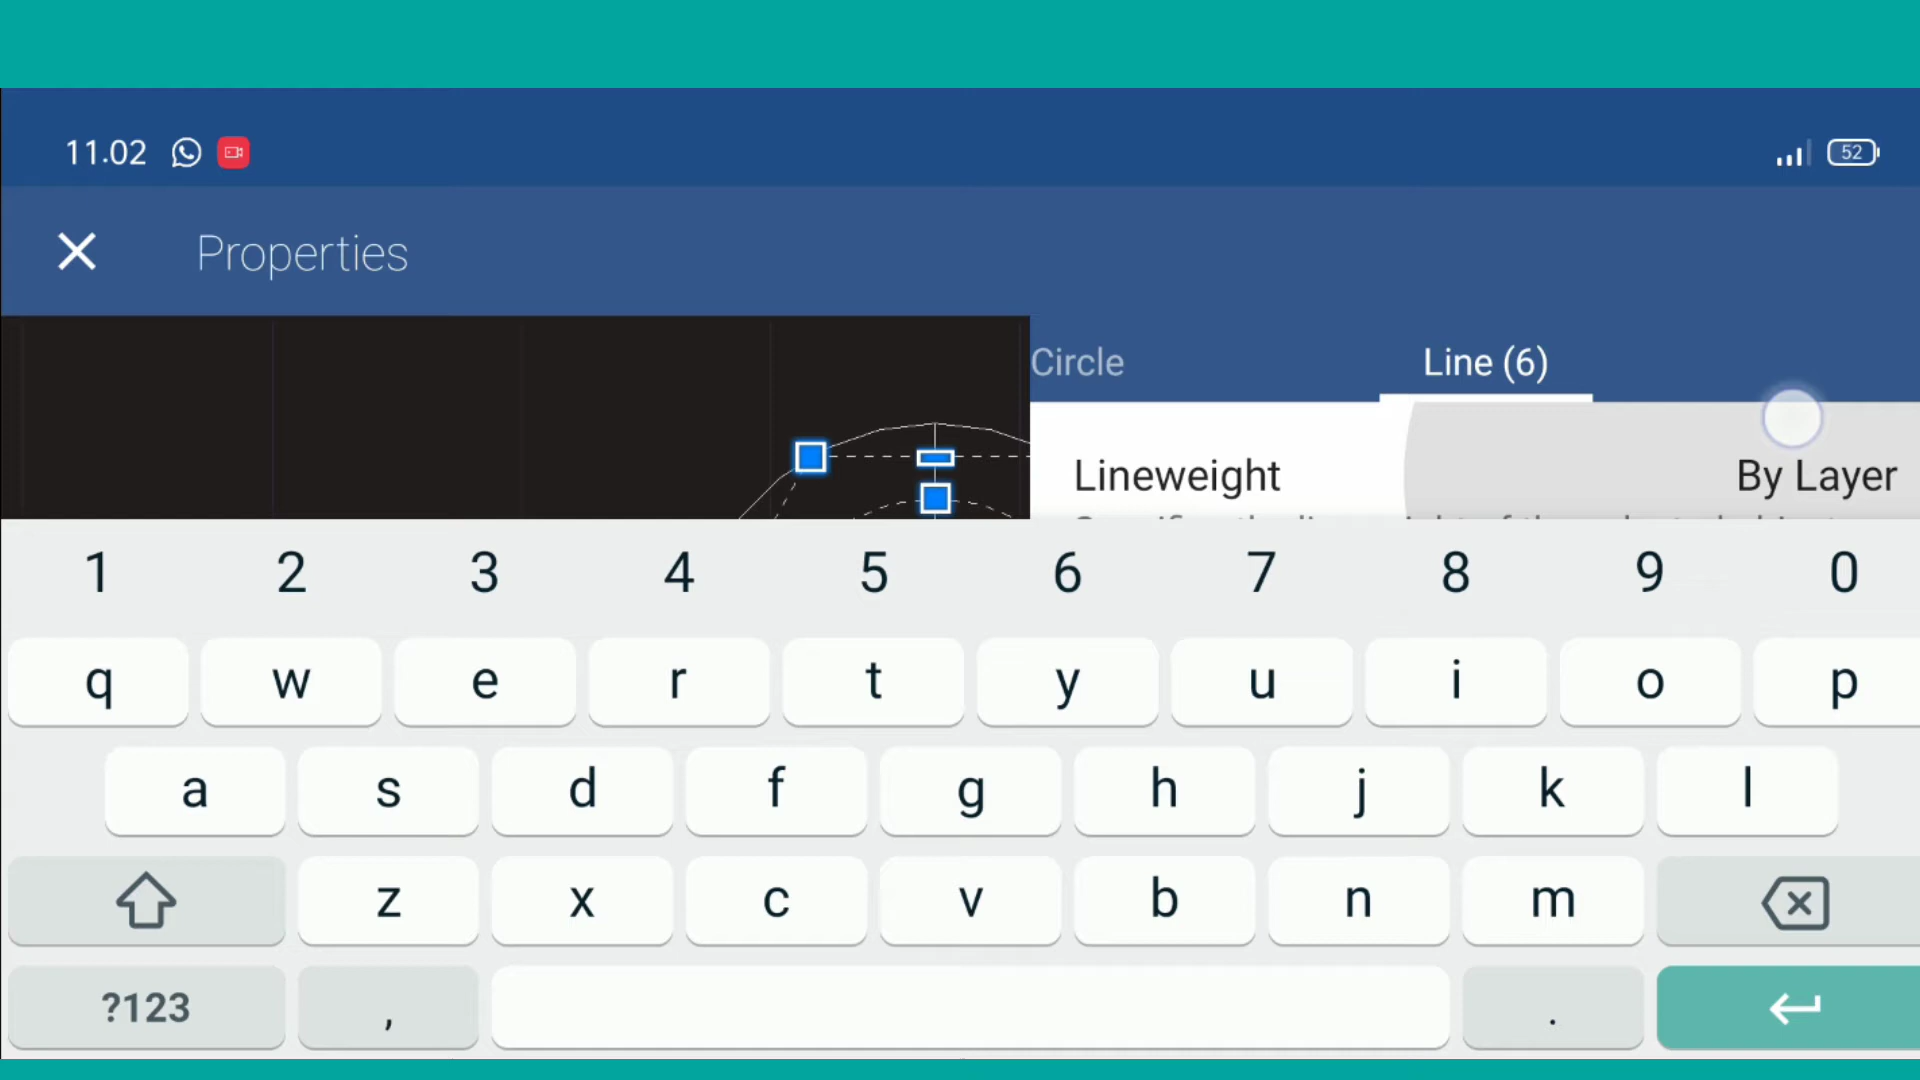 11.02
52
Properties
Circle
Line (6)
Lineweight
By Layer
1 2 3 4 5 6 7 8 9 0
q w e r t y u i o p
a s d f g h j k l
z x c v b n m
?123 , .